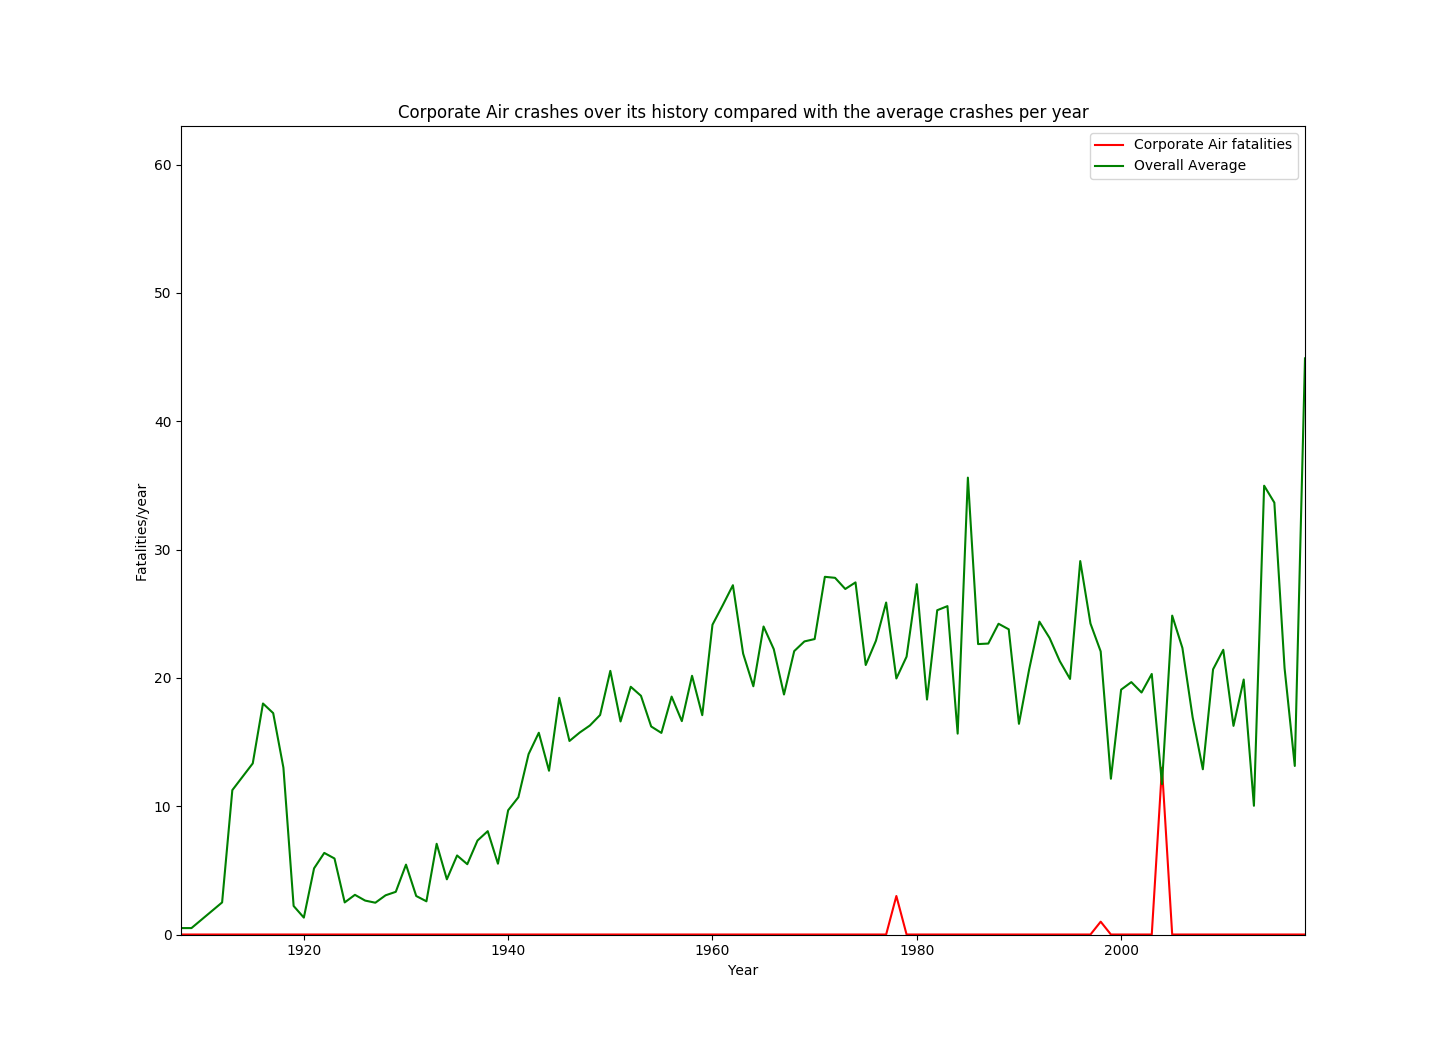 Corporate Air crashes over its history compared with the average crashes per year
Corporate Air fatalities
Overall Average
60
50
40
30
20
10
0
Fatalities/year
1920 1940 1960 1980 2000
Year